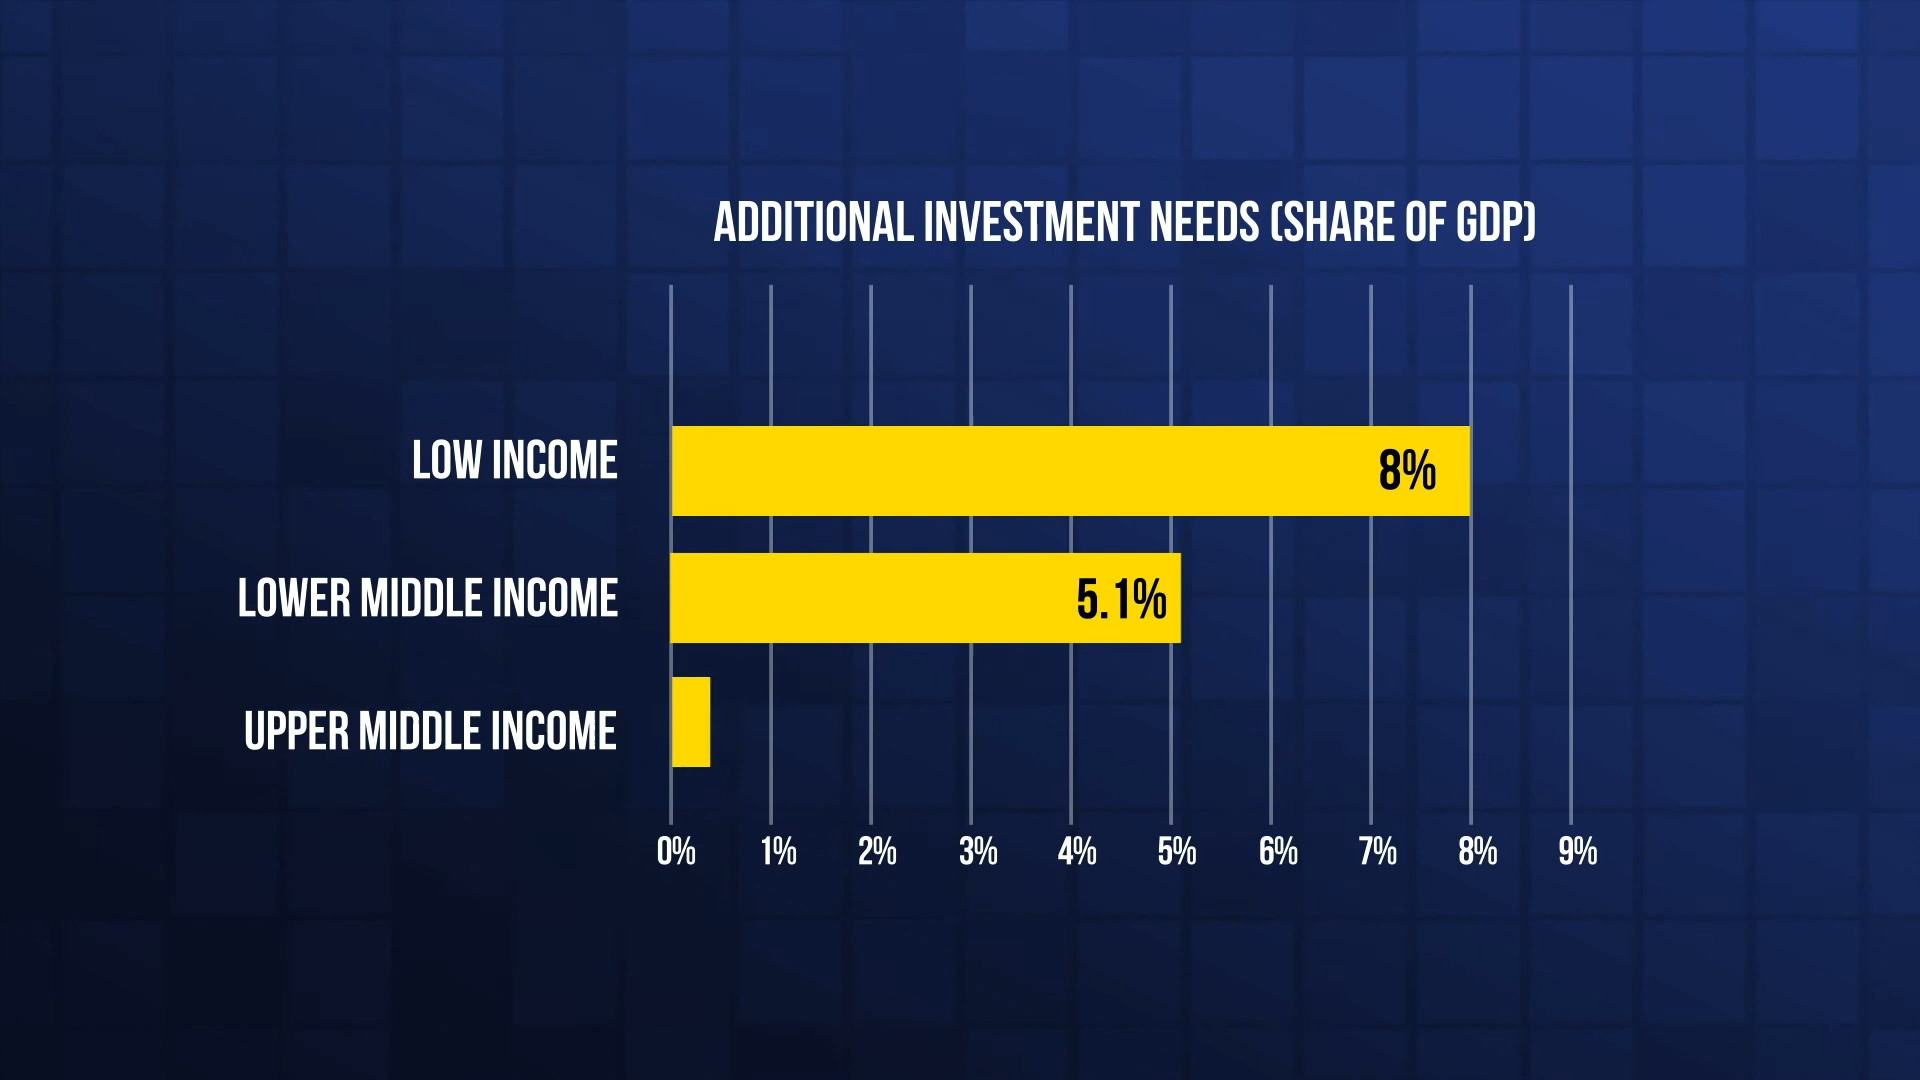 ADDITIONAL INVESTMENT NEEDS (SHARE OF GDP)
LOW INCOME
8%
LOWER MIDDLE INCOME
5.1%
UPPER MIDDLE INCOME
0% 1% 2% 3% 4% 5% 6% 7% 8% 9%